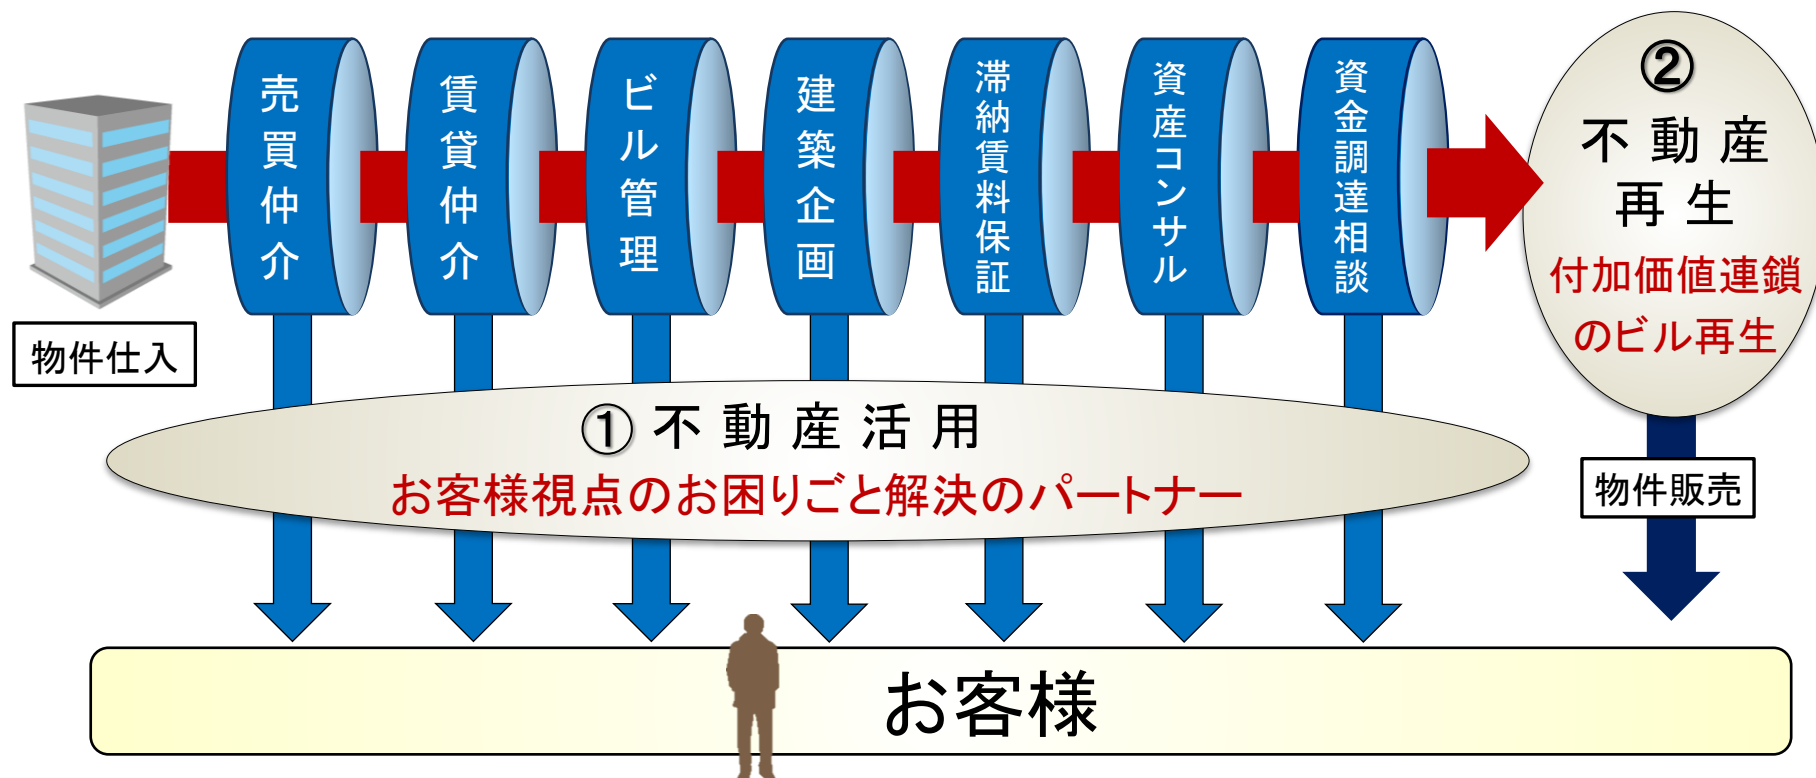 物件仕入
売買仲介
賃貸仲介
ビル管理
建築企画
滞納賃料保証
資産コンサル
資金調達相談
②
不動産
再生
付加価値連鎖
のビル再生
①不動産活用
お客様視点のお困りごと解決のパートナー
物件販売
お客様